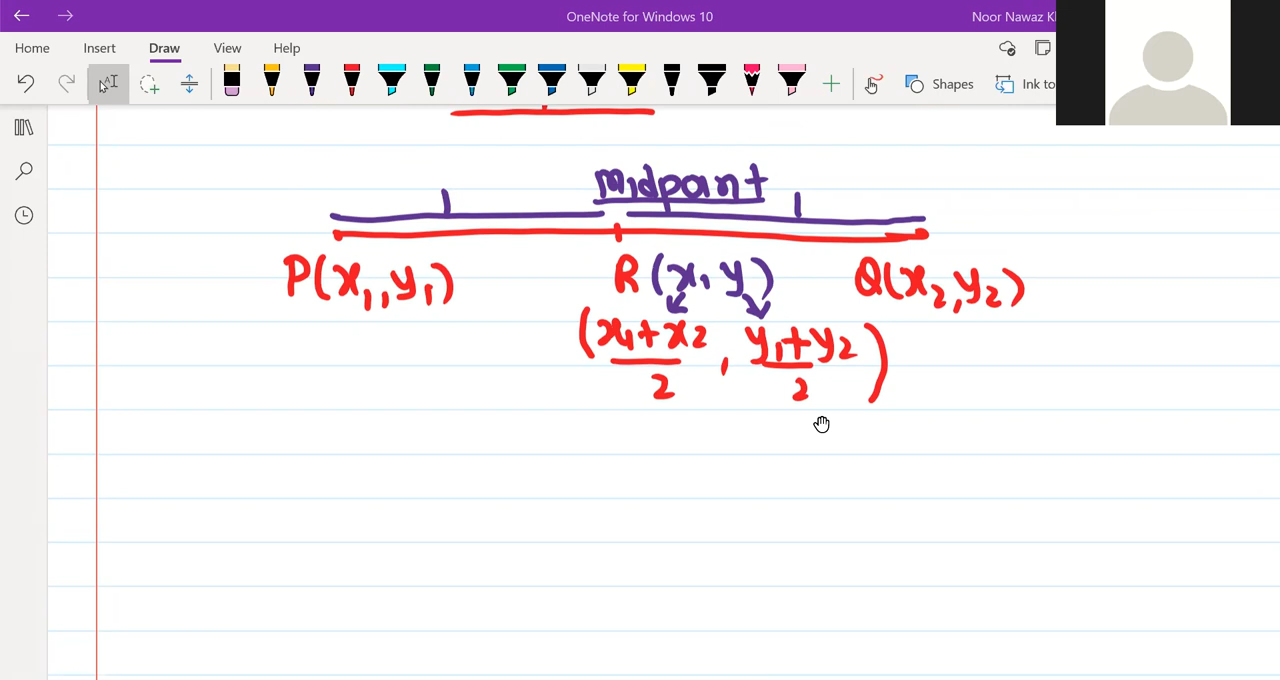 OneNote for Windows 10
Noor Nawaz Kh
Home Insert Draw View Help
Shapes Ink to
Midpoint
P(x₁, y₁) R (x, y) Q(x₂, y₂)
(x₁+x₂/2, y₁+y₂/2)